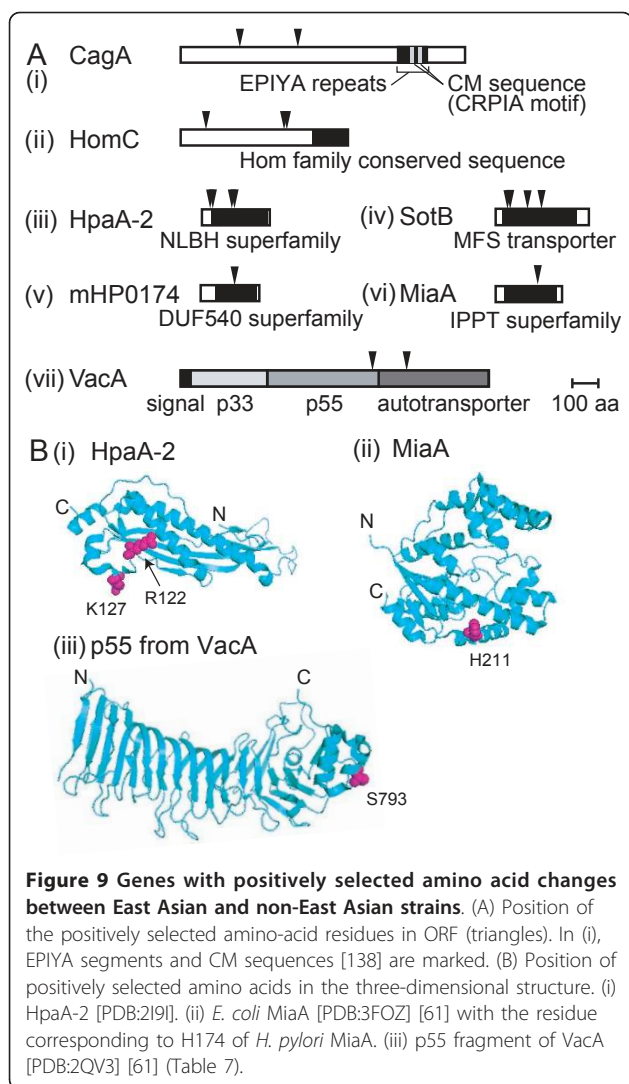 A CagA
(i)
EPIYA repeats
CM sequence
(CRPIA motif)
(ii) HomC
Hom family conserved sequence
(iii) HpaA-2
NLBH superfamily
(iv) SotB
MFS transporter
(v) mHP0174
DUF540 superfamily
(vi) MiaA
IPPT superfamily
(vii) VacA
signal p33 p55 autotransporter
100 aa
B (i) HpaA-2
C
N
K127
R122
(ii) MiaA
N
C
H211
(iii) p55 from VacA
N
C
S793
Figure 9 Genes with positively selected amino acid changes
between East Asian and non-East Asian strains. (A) Position of
the positively selected amino-acid residues in ORF (triangles). In (i),
EPIYA segments and CM sequences [138] are marked. (B) Position of
positively selected amino acids in the three-dimensional structure. (i)
HpaA-2 [PDB:2I9I]. (ii) E. coli MiaA [PDB:3FOZ] [61] with the residue
corresponding to H174 of H. pylori MiaA. (iii) p55 fragment of VacA
[PDB:2QV3] [61] (Table 7).